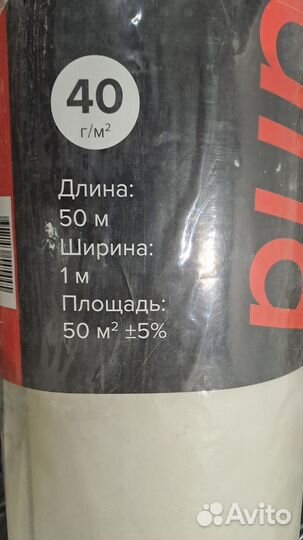 40
г/м²
Длина:
50 м
Ширина:
1 м
Площадь:
50 м² ±5%
Avito